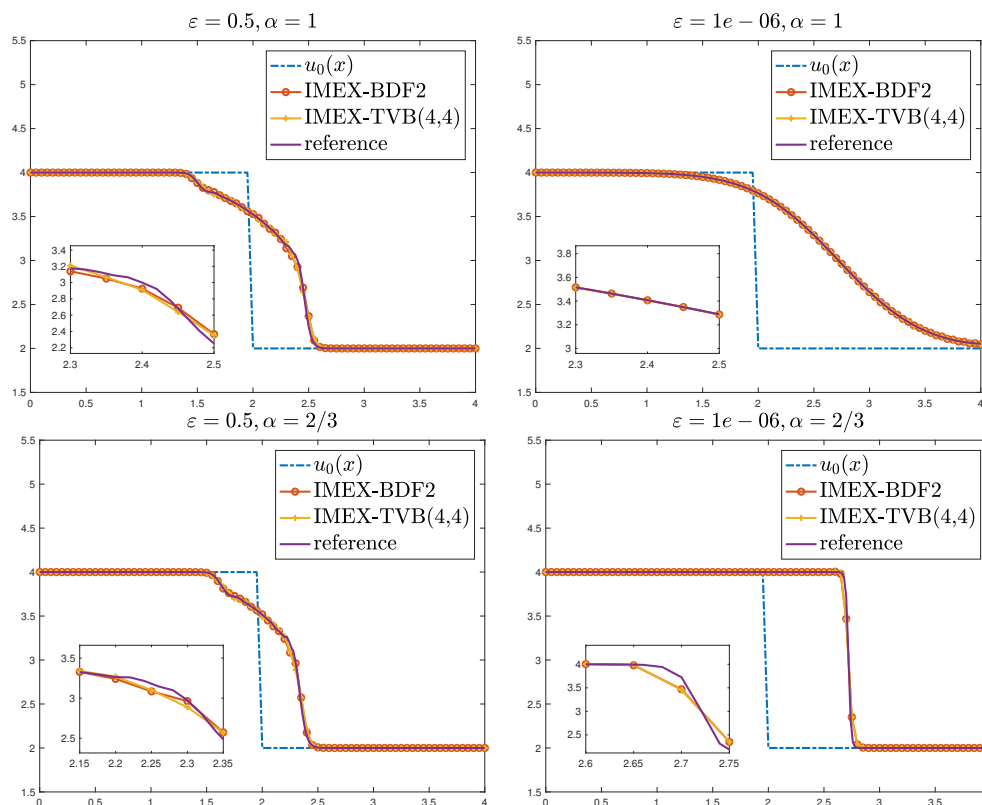 ε = 0.5, α = 1
5.5
5
4.5
4
3.5
3
2.5
2
1.5
0 0.5 1 1.5 2 2.5 3 3.5 4
u₀(x)
IMEX-BDF2
IMEX-TVB(4,4)
reference
3.4
3.2
3
2.8
2.6
2.4
2.2
2.3 2.4 2.5
ε = 1e − 06, α = 1
5.5
5
4.5
4
3.5
3
2.5
2
1.5
0 0.5 1 1.5 2 2.5 3 3.5 4
u₀(x)
IMEX-BDF2
IMEX-TVB(4,4)
reference
3.8
3.6
3.4
3.2
3
2.3 2.4 2.5
ε = 0.5, α = 2/3
5.5
5
4.5
4
3.5
3
2.5
2
1.5
0 0.5 1 1.5 2 2.5 3 3.5 4
u₀(x)
IMEX-BDF2
IMEX-TVB(4,4)
reference
3.5
3
2.5
2.15 2.2 2.25 2.3 2.35
ε = 1e − 06, α = 2/3
5.5
5
4.5
4
3.5
3
2.5
2
1.5
0 0.5 1 1.5 2 2.5 3 3.5
u₀(x)
IMEX-BDF2
IMEX-TVB(4,4)
reference
4
3.5
3
2.5
2.6 2.65 2.7 2.75